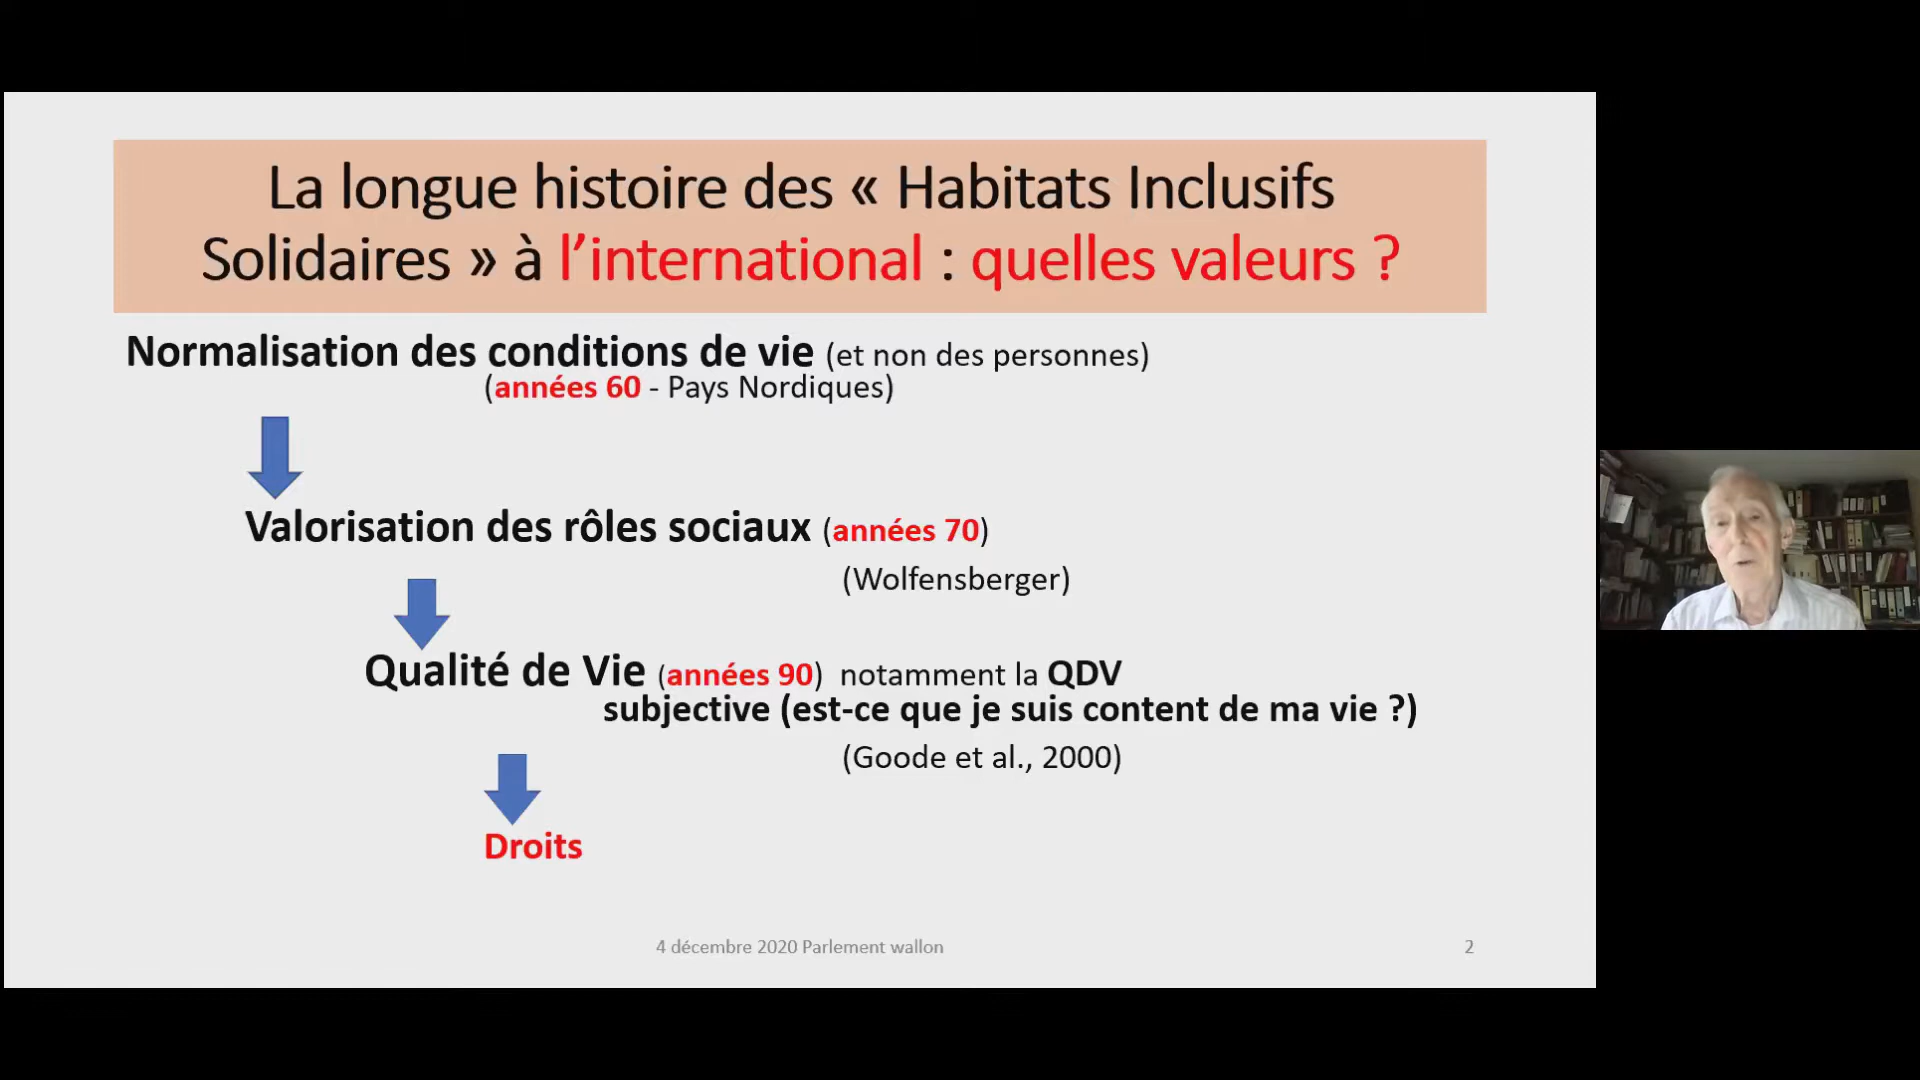 La longue histoire des « Habitats Inclusifs
Solidaires » à l’international : quelles valeurs ?
Normalisation des conditions de vie (et non des personnes)
(années 60 - Pays Nordiques)
Valorisation des rôles sociaux (années 70)
(Wolfensberger)
Qualité de Vie (années 90) notamment la QDV
subjective (est-ce que je suis content de ma vie ?)
(Goode et al., 2000)
Droits
4 décembre 2020 Parlement wallon
2